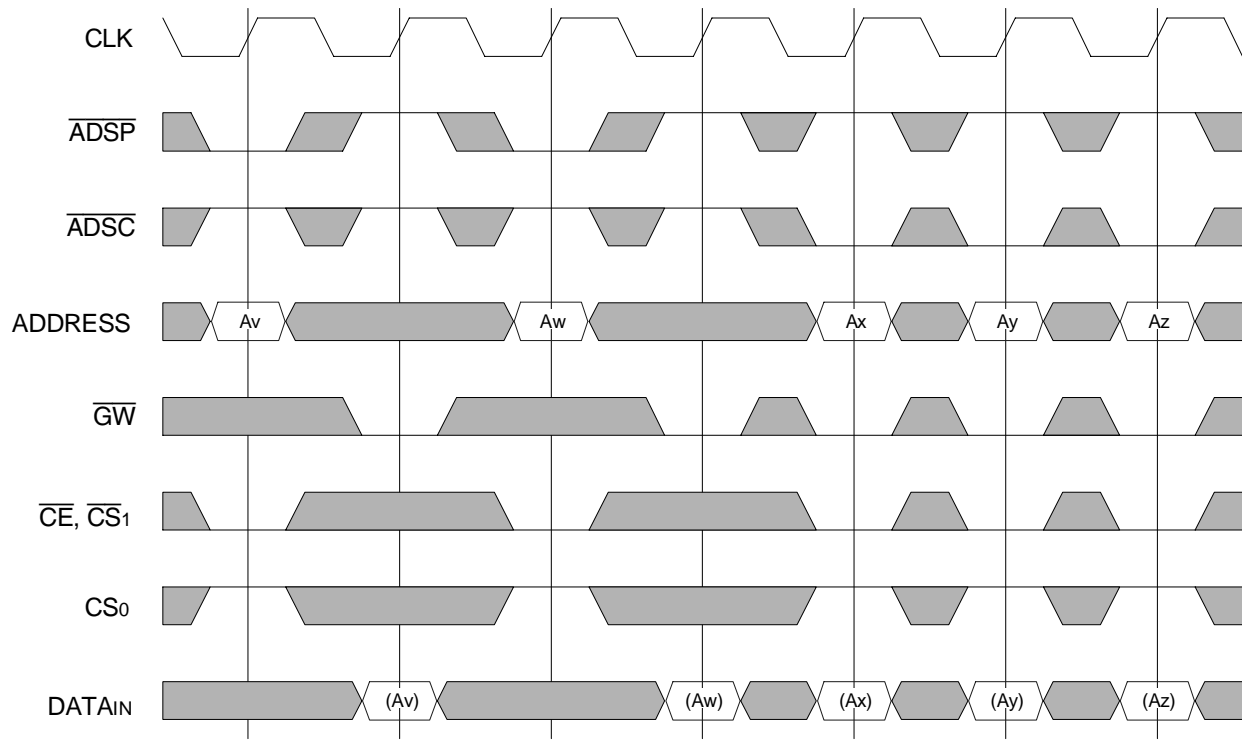 CLK
ADSP
ADSC
ADDRESS Av Aw Ax Ay Az
GW
CE, CS1
CS0
DATAIN (Av) (Aw) (Ax) (Ay) (Az)